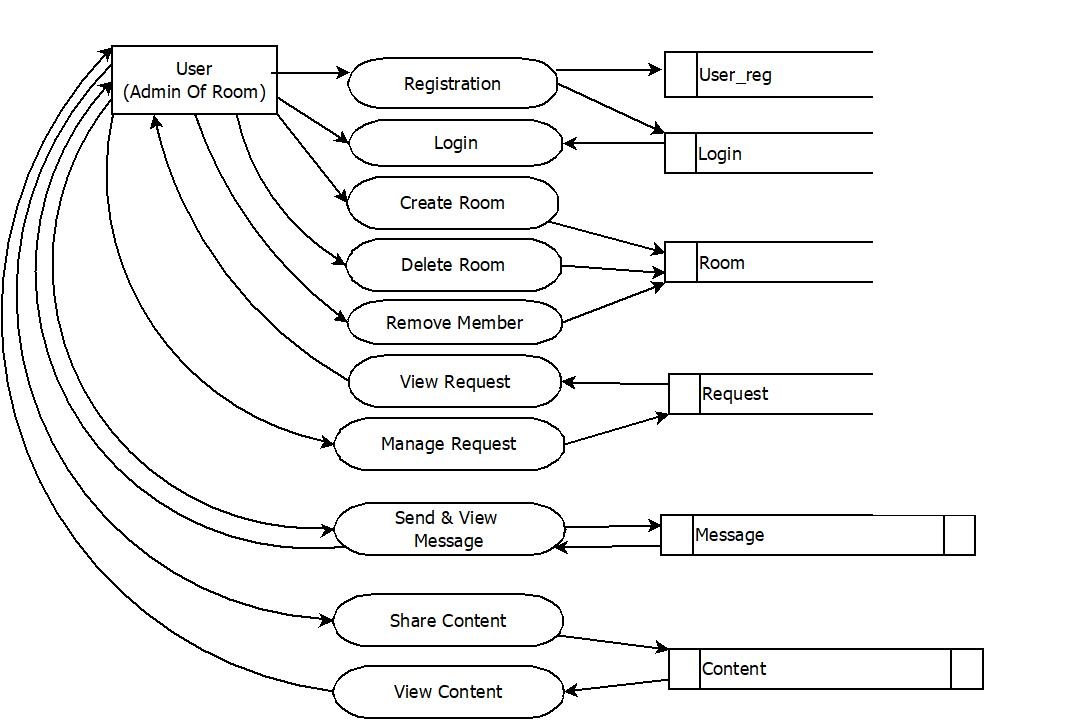 User
(Admin Of Room)
Registration
User_reg
Login
Login
Create Room
Delete Room
Room
Remove Member
View Request
Request
Manage Request
Send & View
Message
Message
Share Content
Content
View Content